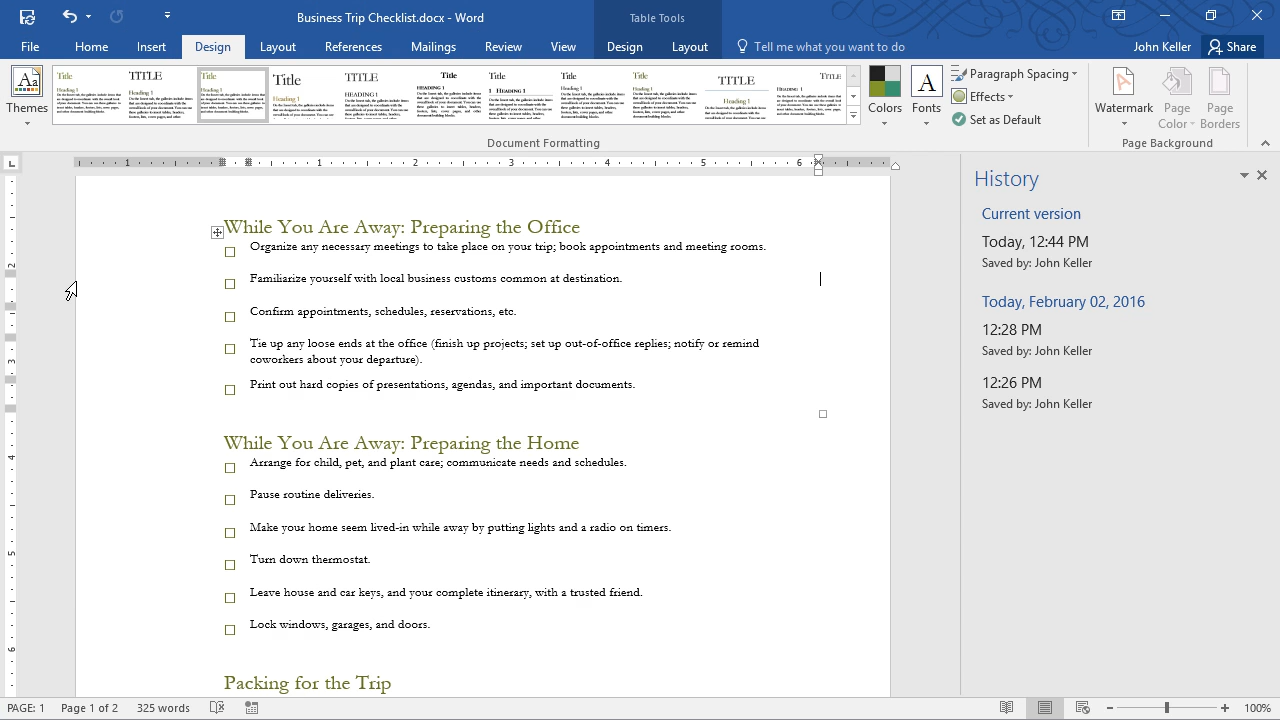 Business Trip Checklist.docx - Word
Table Tools
File Home Insert Design Layout References Mailings Review View Design Layout Tell me what you want to do John Keller Share
Themes
Colors
Fonts
Paragraph Spacing
Effects
Set as Default
Watermark
Page Color
Page Borders
Document Formatting
Page Background
While You Are Away: Preparing the Office
Organize any necessary meetings to take place on your trip; book appointments and meeting rooms.
Familiarize yourself with local business customs common at destination.
Confirm appointments, schedules, reservations, etc.
Tie up any loose ends at the office (finish up projects; set up out-of-office replies; notify or remind
coworkers about your departure).
Print out hard copies of presentations, agendas, and important documents.
While You Are Away: Preparing the Home
Arrange for child, pet, and plant care; communicate needs and schedules.
Pause routine deliveries.
Make your home seem lived-in while away by putting lights and a radio on timers.
Turn down thermostat.
Leave house and car keys, and your complete itinerary, with a trusted friend.
Lock windows, garages, and doors.
Packing for the Trip
History
Current version
Today, 12:44 PM
Saved by: John Keller
Today, February 02, 2016
12:28 PM
Saved by: John Keller
12:26 PM
Saved by: John Keller
PAGE: 1 Page 1 of 2 325 words 100%